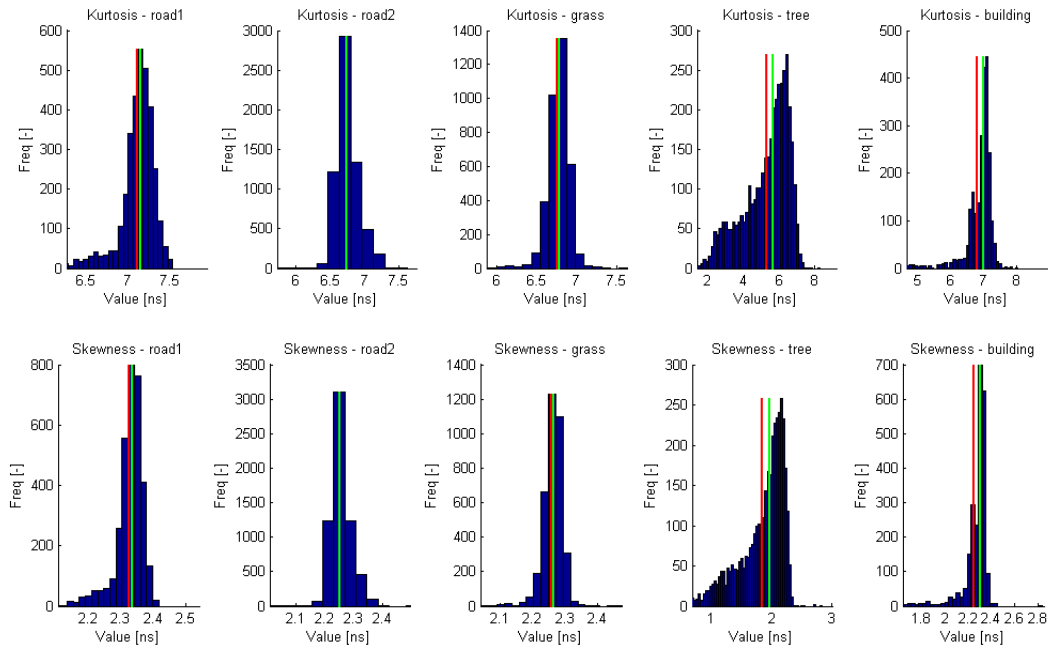 Kurtosis - road1
600
500
400
300
200
100
0
Freq [-]
6.5 7 7.5
Value [ns]
Kurtosis - road2
3000
2500
2000
1500
1000
500
0
Freq [-]
6 6.5 7 7.5
Value [ns]
Kurtosis - grass
1400
1200
1000
800
600
400
200
0
Freq [-]
6 6.5 7 7.5
Value [ns]
Kurtosis - tree
300
250
200
150
100
50
0
Freq [-]
2 4 6 8
Value [ns]
Kurtosis - building
500
400
300
200
100
0
Freq [-]
5 6 7 8
Value [ns]
Skewness - road1
800
600
400
200
0
Freq [-]
2.2 2.3 2.4 2.5
Value [ns]
Skewness - road2
3500
3000
2500
2000
1500
1000
500
0
Freq [-]
2.1 2.2 2.3 2.4
Value [ns]
Skewness - grass
1400
1200
1000
800
600
400
200
0
Freq [-]
2.1 2.2 2.3 2.4
Value [ns]
Skewness - tree
300
250
200
150
100
50
0
Freq [-]
1 2 3
Value [ns]
Skewness - building
700
600
500
400
300
200
100
0
Freq [-]
1.8 2 2.2 2.4 2.6 2.8
Value [ns]